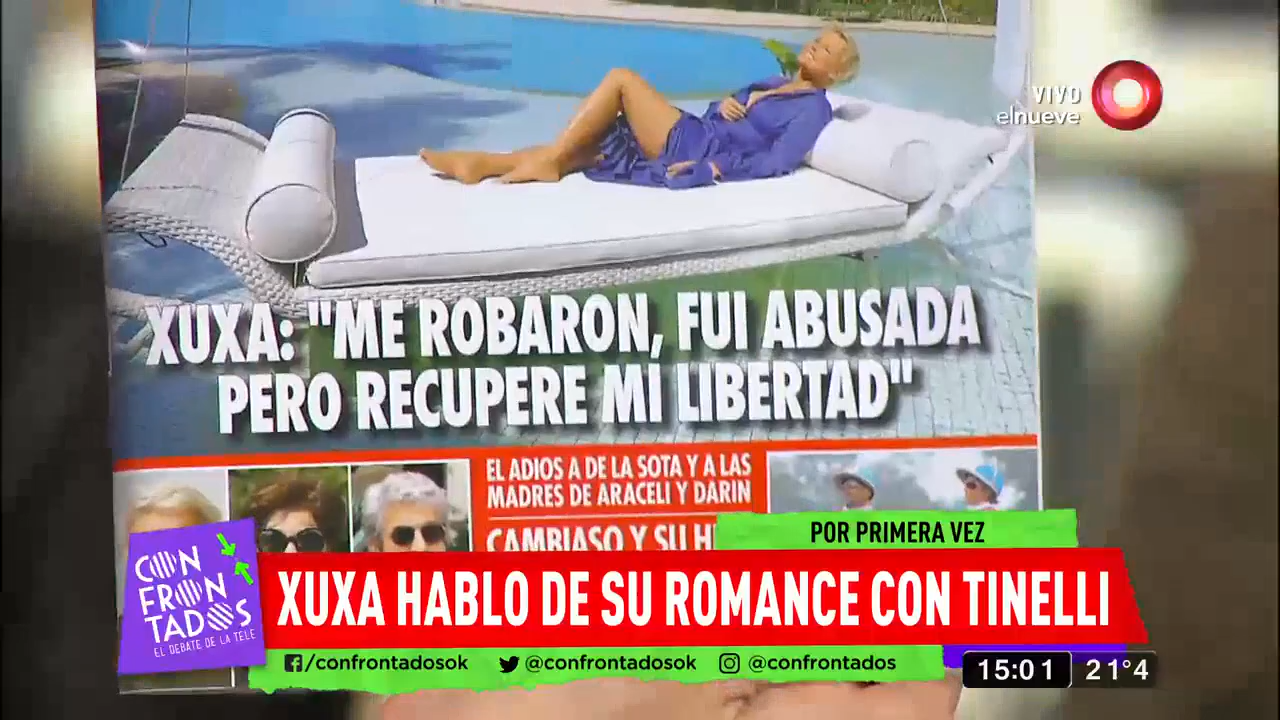 VIVO
elnueve
XUXA: "ME ROBARON, FUI ABUSADA
PERO RECUPERE MI LIBERTAD"
EL ADIOS A DE LA SOTA Y A LAS
MADRES DE ARACELI Y DARIN
CAMBIASO Y SU
POR PRIMERA VEZ
CON
FRON
TADOS
EL DEBATE DE LA TELE
XUXA HABLO DE SU ROMANCE CON TINELLI
/confrontadosok @confrontadosok @confrontados
15:01 21°4